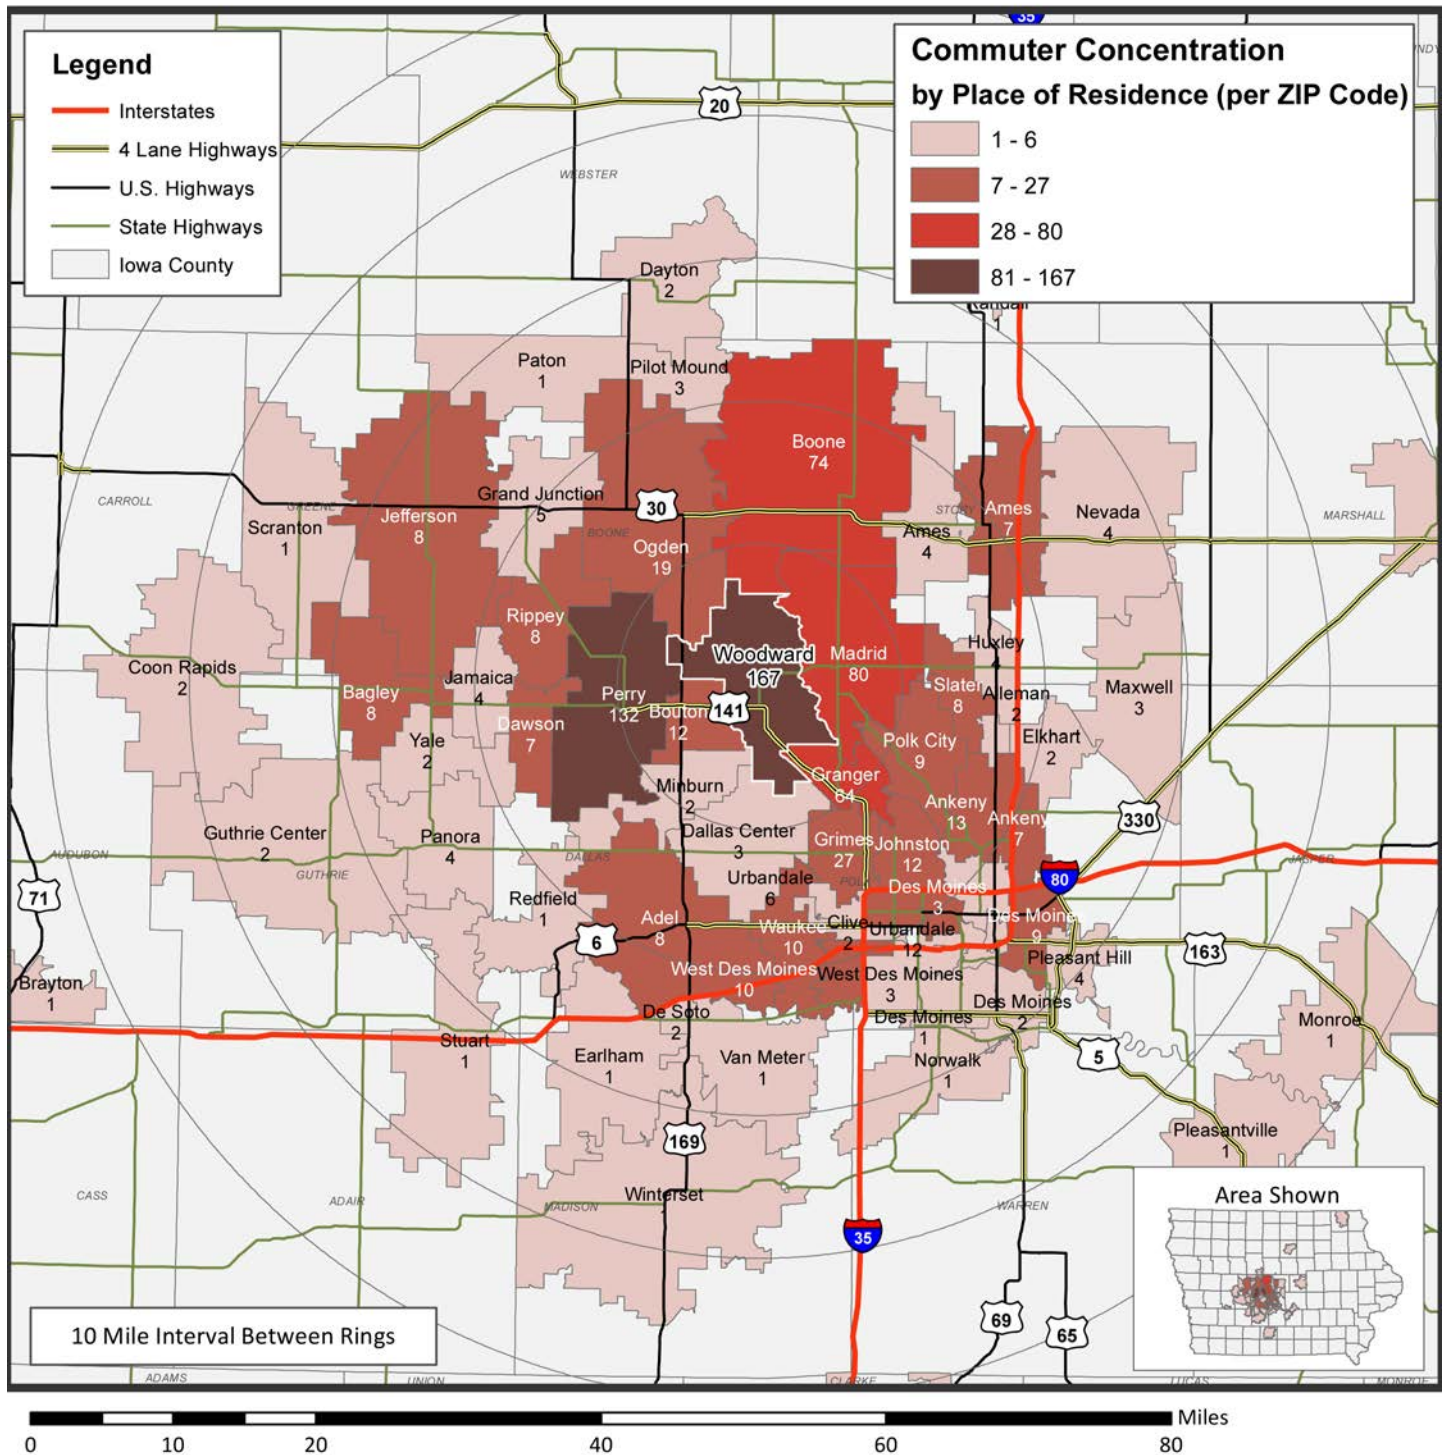 Legend
Interstates
4 Lane Highways
U.S. Highways
State Highways
Iowa County
Commuter Concentration
by Place of Residence (per ZIP Code)
1 - 6
7 - 27
28 - 80
81 - 167
35
20
WEBSTER
Dayton
2
1
Paton
1
Pilot Mound
3
Boone
74
CARROLL
GREENE
Scranton
1
Jefferson
8
Grand Junction
5
30
BOONE
Ogden
19
STORY
Ames
4
Ames
7
Nevada
4
MARSHALL
Rippey
8
Coon Rapids
2
Bagley
8
Jamaica
4
Perry
132
Woodward
167
Madrid
80
Huxley
4
Slater
8
Alleman
2
Maxwell
3
Dawson
7
Bouton
12
141
Yale
2
Polk City
9
Elkhart
2
Minburn
2
Granger
64
Ankeny
13
Ankeny
7
330
Guthrie Center
2
Panora
4
Dallas Center
3
Grimes
27
Johnston
12
AUDUBON
GUTHRIE
DALLAS
JASPER
71
80
Urbandale
6
Des Moines
3
Redfield
1
6
Adel
8
Waukee
10
Clive
2
Urbandale
12
9
163
Pleasant Hill
4
Brayton
1
West Des Moines
10
West Des Moines
3
De Soto
2
Des Moines
1
Des Moines
2
Monroe
1
Stuart
1
Earlham
1
Van Meter
1
Norwalk
1
5
169
Pleasantville
1
CASS
ADAIR
MADISON
Winterset
WARREN
35
69
65
Area Shown
10 Mile Interval Between Rings
ADAMS
UNION
CLARKE
LUCAS
MONROE
Miles
0
10
20
40
60
80